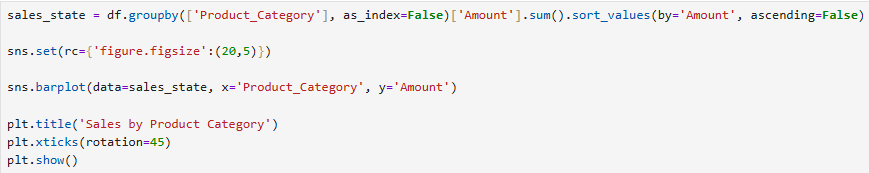 sales_state = df.groupby(['Product_Category'], as_index=False)['Amount'].sum().sort_values(by='Amount', ascending=False)
sns.set(rc={'figure.figsize':(20,5)})
sns.barplot(data=sales_state, x='Product_Category', y='Amount')
plt.title('Sales by Product Category')
plt.xticks(rotation=45)
plt.show()